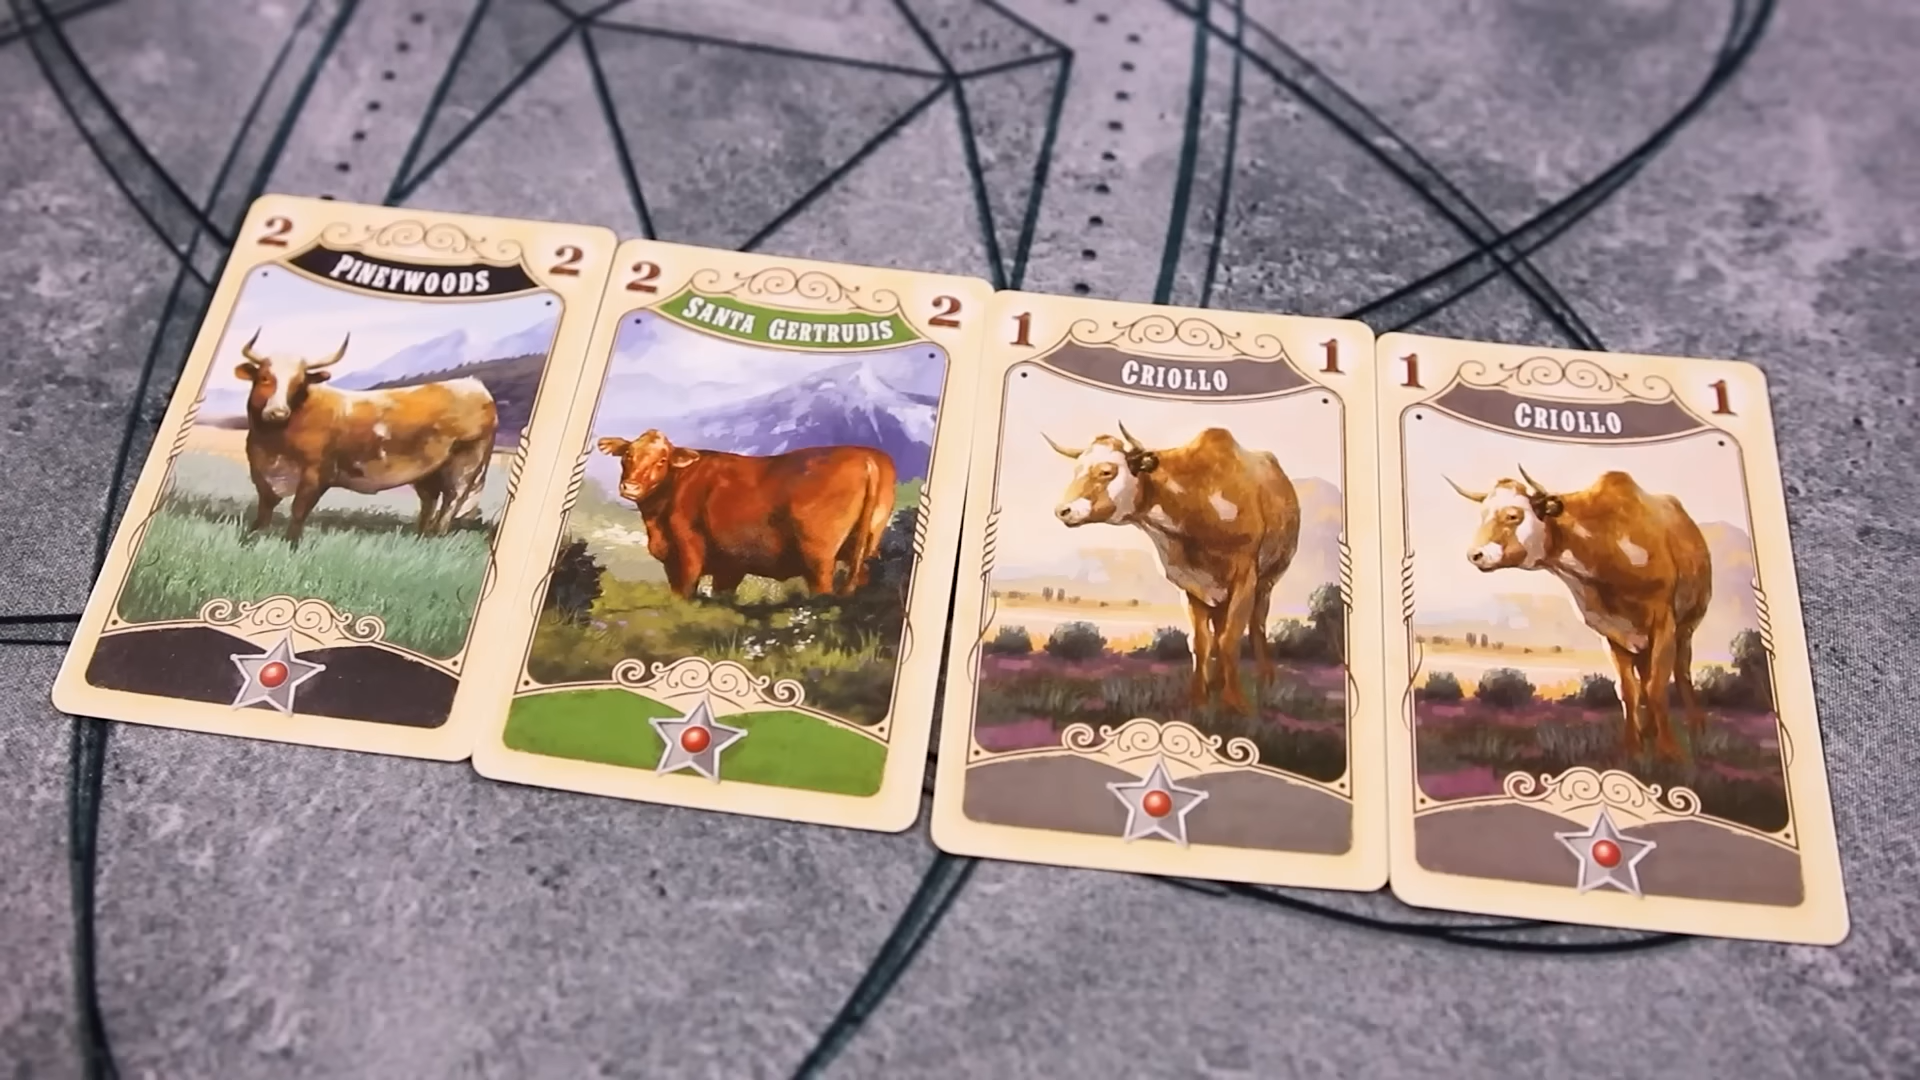 2 2
PINEYWOODS
2 2
SANTA GERTRUDIS
1 1
CRIOLLO
1 1
CRIOLLO